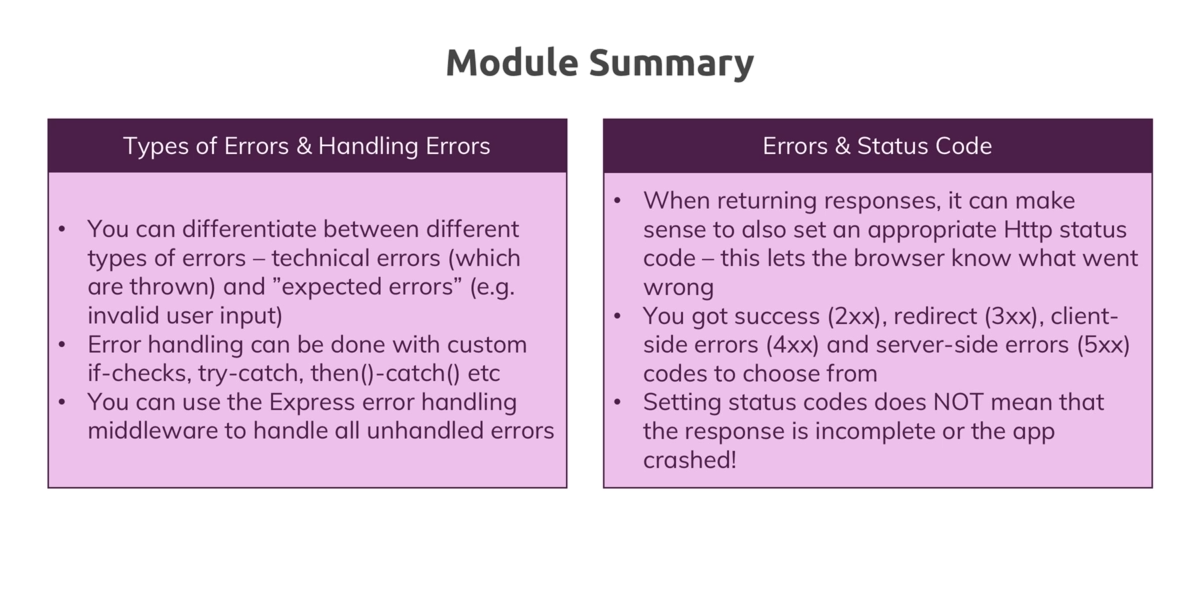 Module Summary
Types of Errors & Handling Errors
• You can differentiate between different
types of errors – technical errors (which
are thrown) and ”expected errors” (e.g.
invalid user input)
• Error handling can be done with custom
if-checks, try-catch, then()-catch() etc
• You can use the Express error handling
middleware to handle all unhandled errors
Errors & Status Code
• When returning responses, it can make
sense to also set an appropriate Http status
code – this lets the browser know what went
wrong
• You got success (2xx), redirect (3xx), client-
side errors (4xx) and server-side errors (5xx)
codes to choose from
• Setting status codes does NOT mean that
the response is incomplete or the app
crashed!